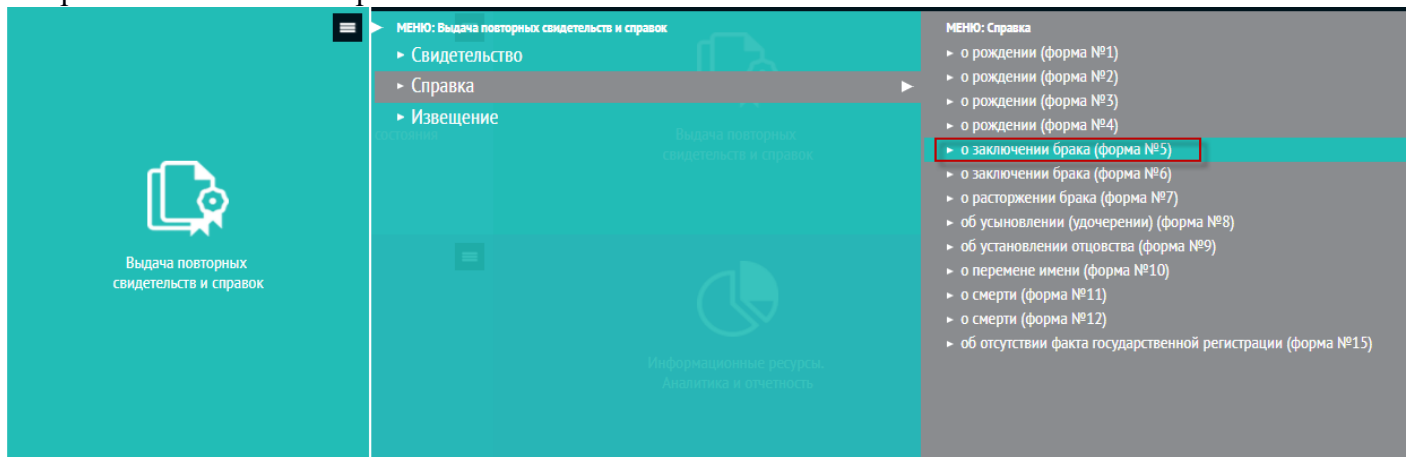 Выдача повторных
свидетельств и справок
МЕНЮ: Выдача повторных свидетельств и справок
▸ Свидетельство
▸ Справка
▸ Извещение
состояния
Выдача повторных
свидетельств и справок
Информационные ресурсы.
Аналитика и отчетность
МЕНЮ: Справка
▸ о рождении (форма №1)
▸ о рождении (форма №2)
▸ о рождении (форма №3)
▸ о рождении (форма №4)
▸ о заключении брака (форма №5)
▸ о заключении брака (форма №6)
▸ о расторжении брака (форма №7)
▸ об усыновлении (удочерении) (форма №8)
▸ об установлении отцовства (форма №9)
▸ о перемене имени (форма №10)
▸ о смерти (форма №11)
▸ о смерти (форма №12)
▸ об отсутствии факта государственной регистрации (форма №15)